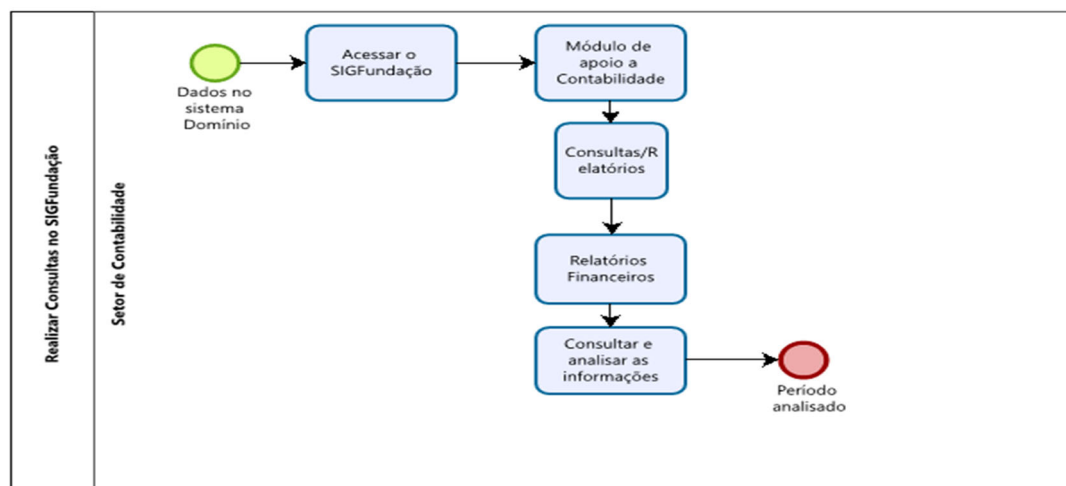 Realizar Consultas no SIGFundação
Setor de Contabilidade
Dados no
sistema
Domínio
Acessar o
SIGFundação
Módulo de
apoio a
Contabilidade
Consultas/R
elatórios
Relatórios
Financeiros
Consultar e
analisar as
informações
Período
analisado